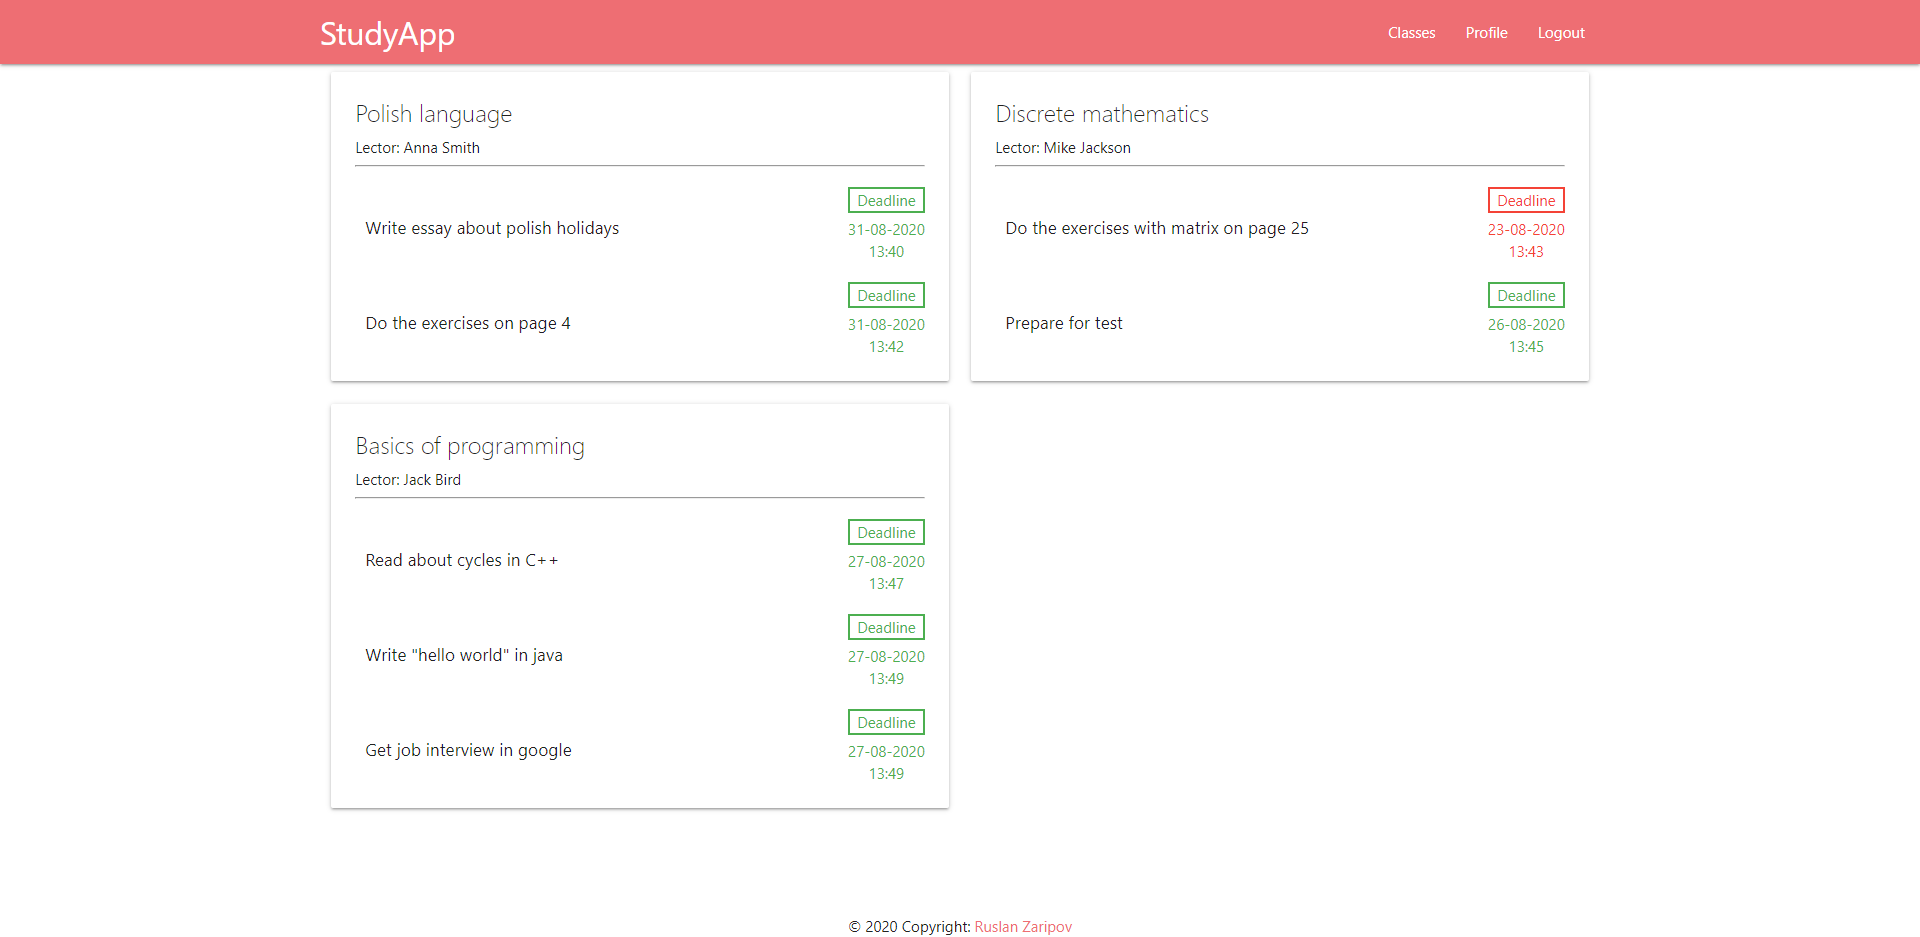 StudyApp
Classes Profile Logout
Polish language
Lector: Anna Smith
Deadline
Write essay about polish holidays
31-08-2020
13:40
Deadline
Do the exercises on page 4
31-08-2020
13:42
Discrete mathematics
Lector: Mike Jackson
Deadline
Do the exercises with matrix on page 25
23-08-2020
13:43
Deadline
Prepare for test
26-08-2020
13:45
Basics of programming
Lector: Jack Bird
Deadline
Read about cycles in C++
27-08-2020
13:47
Deadline
Write "hello world" in java
27-08-2020
13:49
Deadline
Get job interview in google
27-08-2020
13:49
© 2020 Copyright: Ruslan Zaripov